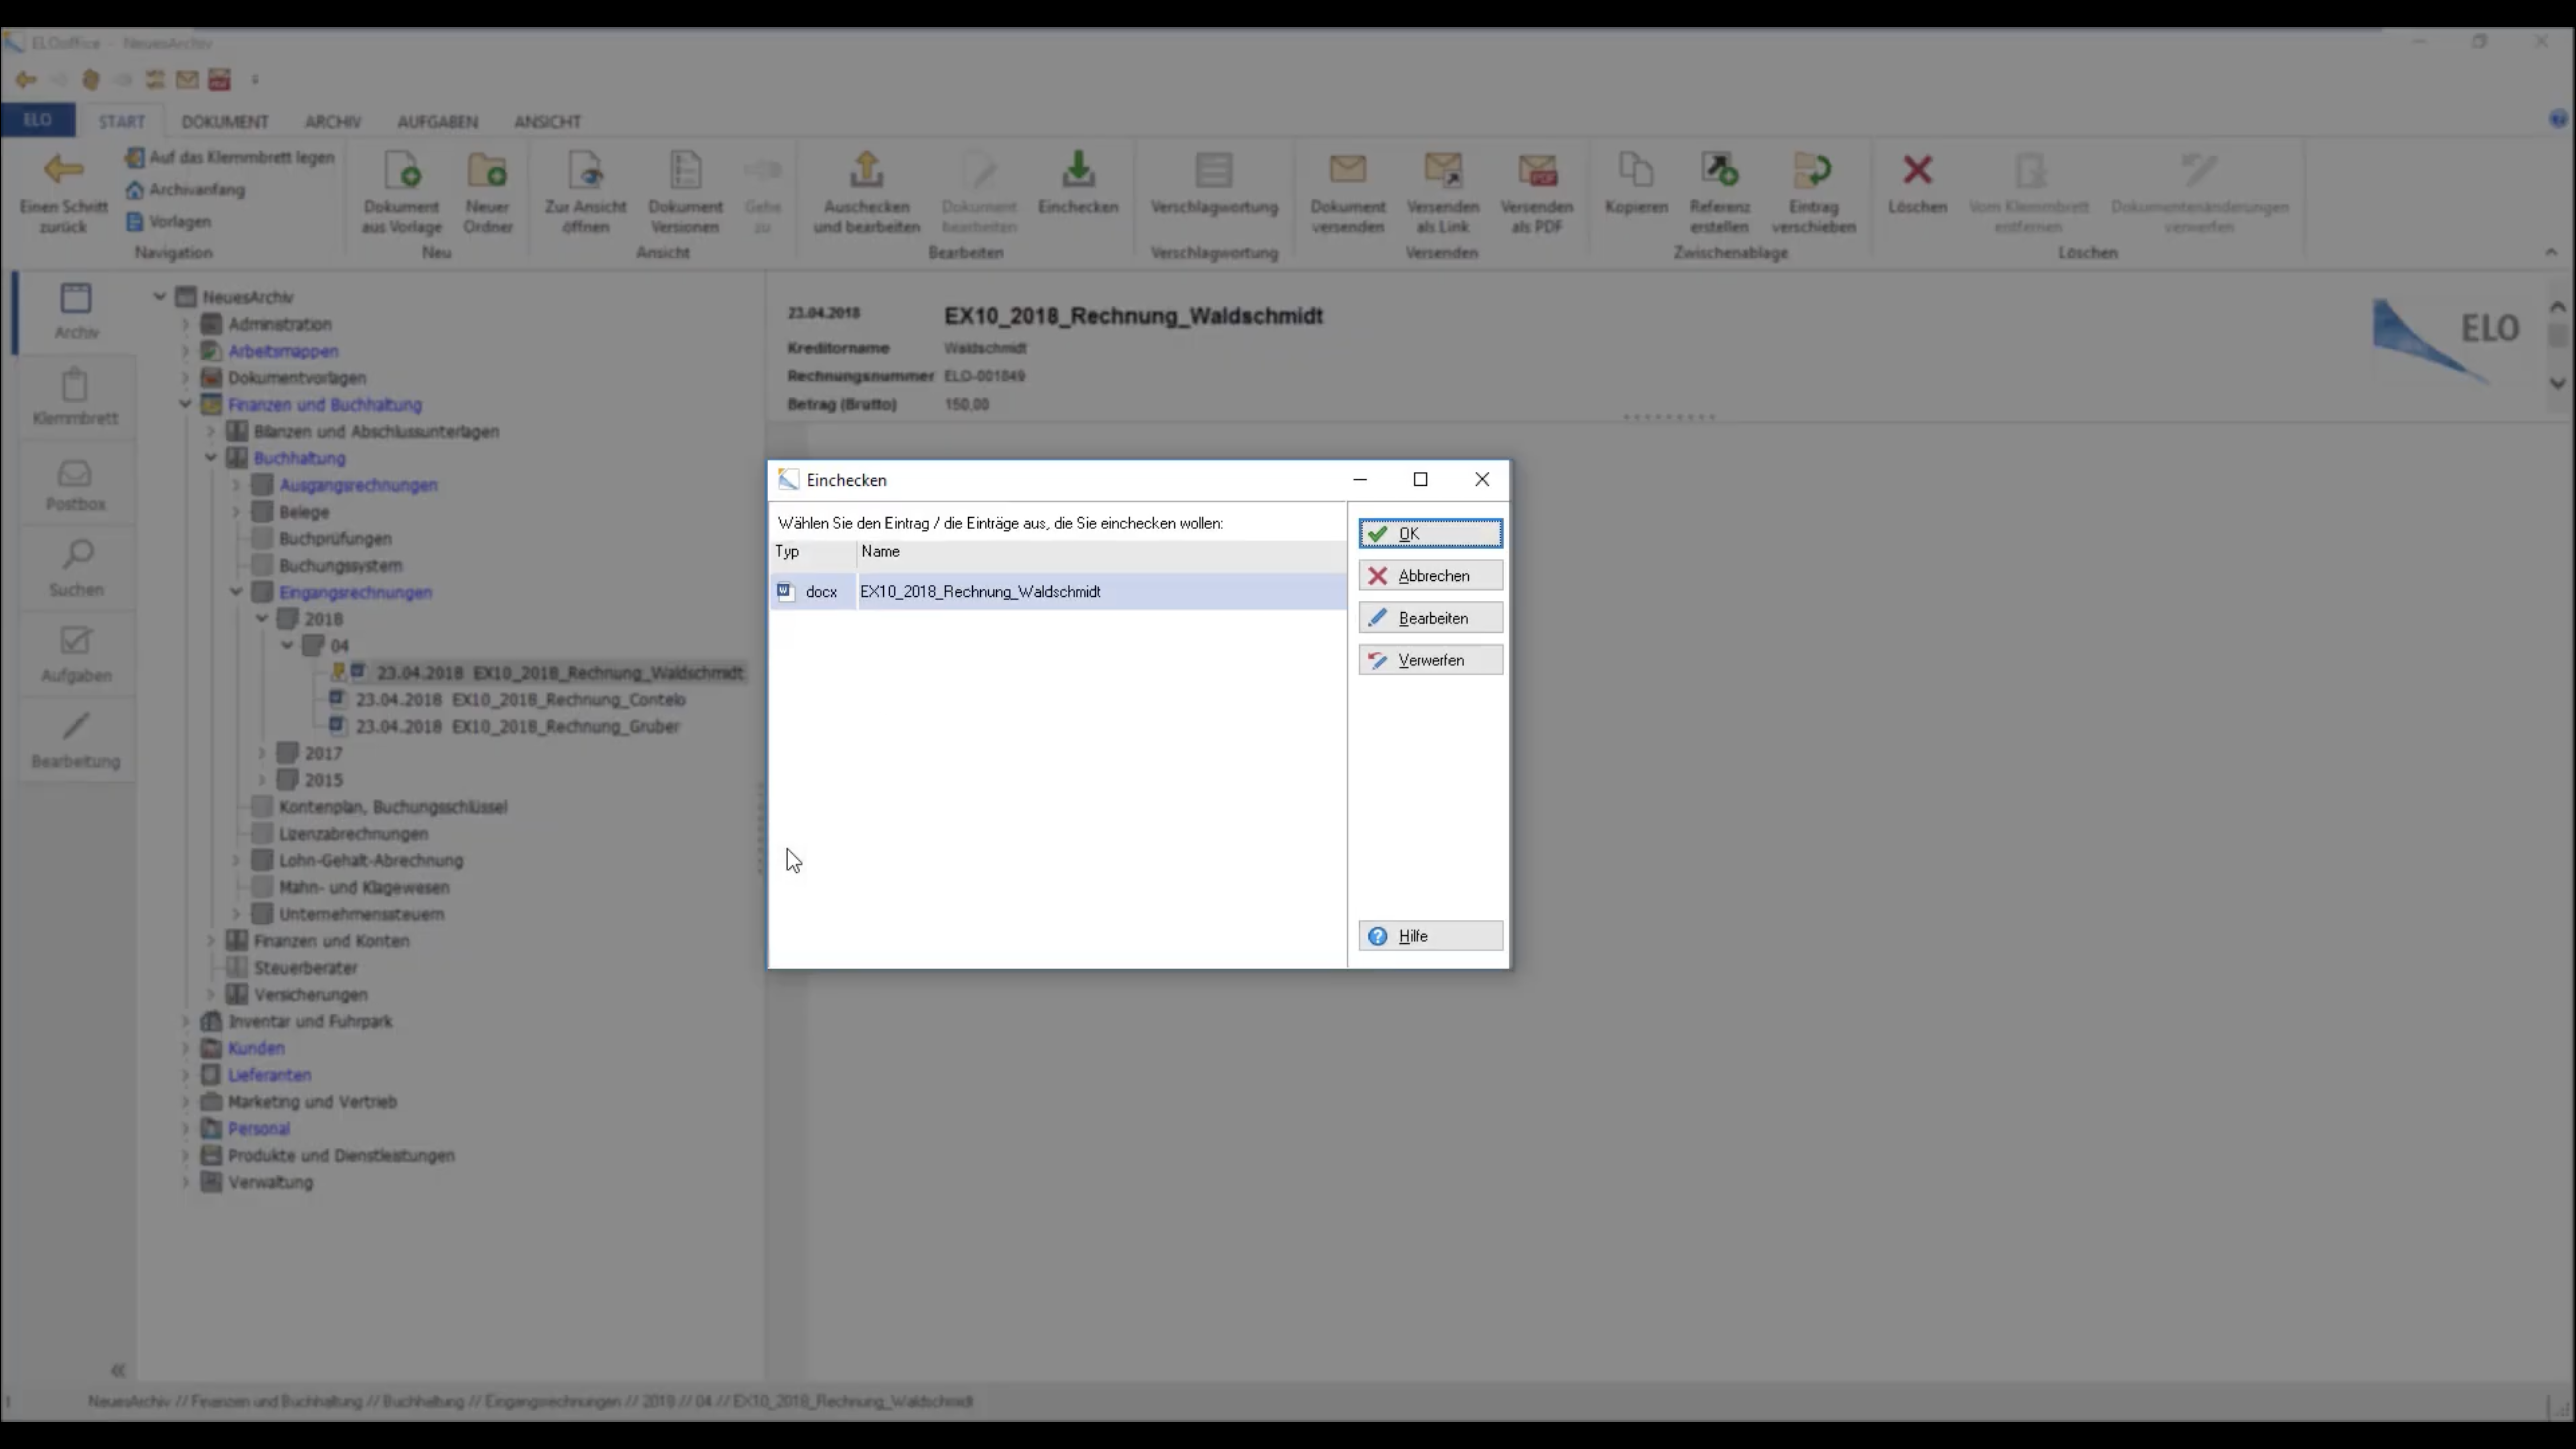 ELOoffice - NeuesArchiv
ELO START DOKUMENT ARCHIV AUFGABEN ANSICHT
Einen Schritt zurück
Auf das Klemmbrett legen
Archivanfang
Vorlagen
Navigation
Dokument aus Vorlage
Neuer Ordner
Neu
Zur Ansicht öffnen
Dokument Versionen
Gehe zu
Ansicht
Auschecken und bearbeiten
Dokument bearbeiten
Einchecken
Bearbeiten
Verschlagwortung
Verschlagwortung
Dokument versenden
Versenden als Link
Versenden als PDF
Versenden
Kopieren
Referenz erstellen
Eintrag verschieben
Zwischenablage
Löschen
Vom Klemmbrett entfernen
Dokumentenänderungen verwerfen
Löschen
Archiv
Klemmbrett
Postbox
Suchen
Aufgaben
Bearbeitung
NeuesArchiv
Administration
Arbeitsmappen
Dokumentvorlagen
Finanzen und Buchhaltung
Bilanzen und Abschlussunterlagen
Buchhaltung
Ausgangsrechnungen
Belege
Buchprüfungen
Buchungssystem
Eingangsrechnungen
2018
04
23.04.2018 EX10_2018_Rechnung_Waldschmidt
23.04.2018 EX10_2018_Rechnung_Contelo
23.04.2018 EX10_2018_Rechnung_Gruber
2017
2015
Kontenplan, Buchungsschlüssel
Lizenzabrechnungen
Lohn-Gehalt-Abrechnung
Mahn- und Klagewesen
Unternehmenssteuern
Finanzen und Konten
Steuerberater
Versicherungen
Inventar und Fuhrpark
Kunden
Lieferanten
Marketing und Vertrieb
Personal
Produkte und Dienstleistungen
Verwaltung
23.04.2018 EX10_2018_Rechnung_Waldschmidt
Kreditorname Waldschmidt
Rechnungsnummer ELO-001849
Betrag (Brutto) 150,00
ELO
Einchecken
Wählen Sie den Eintrag / die Einträge aus, die Sie einchecken wollen:
Typ Name
docx EX10_2018_Rechnung_Waldschmidt
OK
Abbrechen
Bearbeiten
Verwerfen
Hilfe
NeuesArchiv // Finanzen und Buchhaltung // Buchhaltung // Eingangsrechnungen // 2018 // 04 // EX10_2018_Rechnung_Waldschmidt